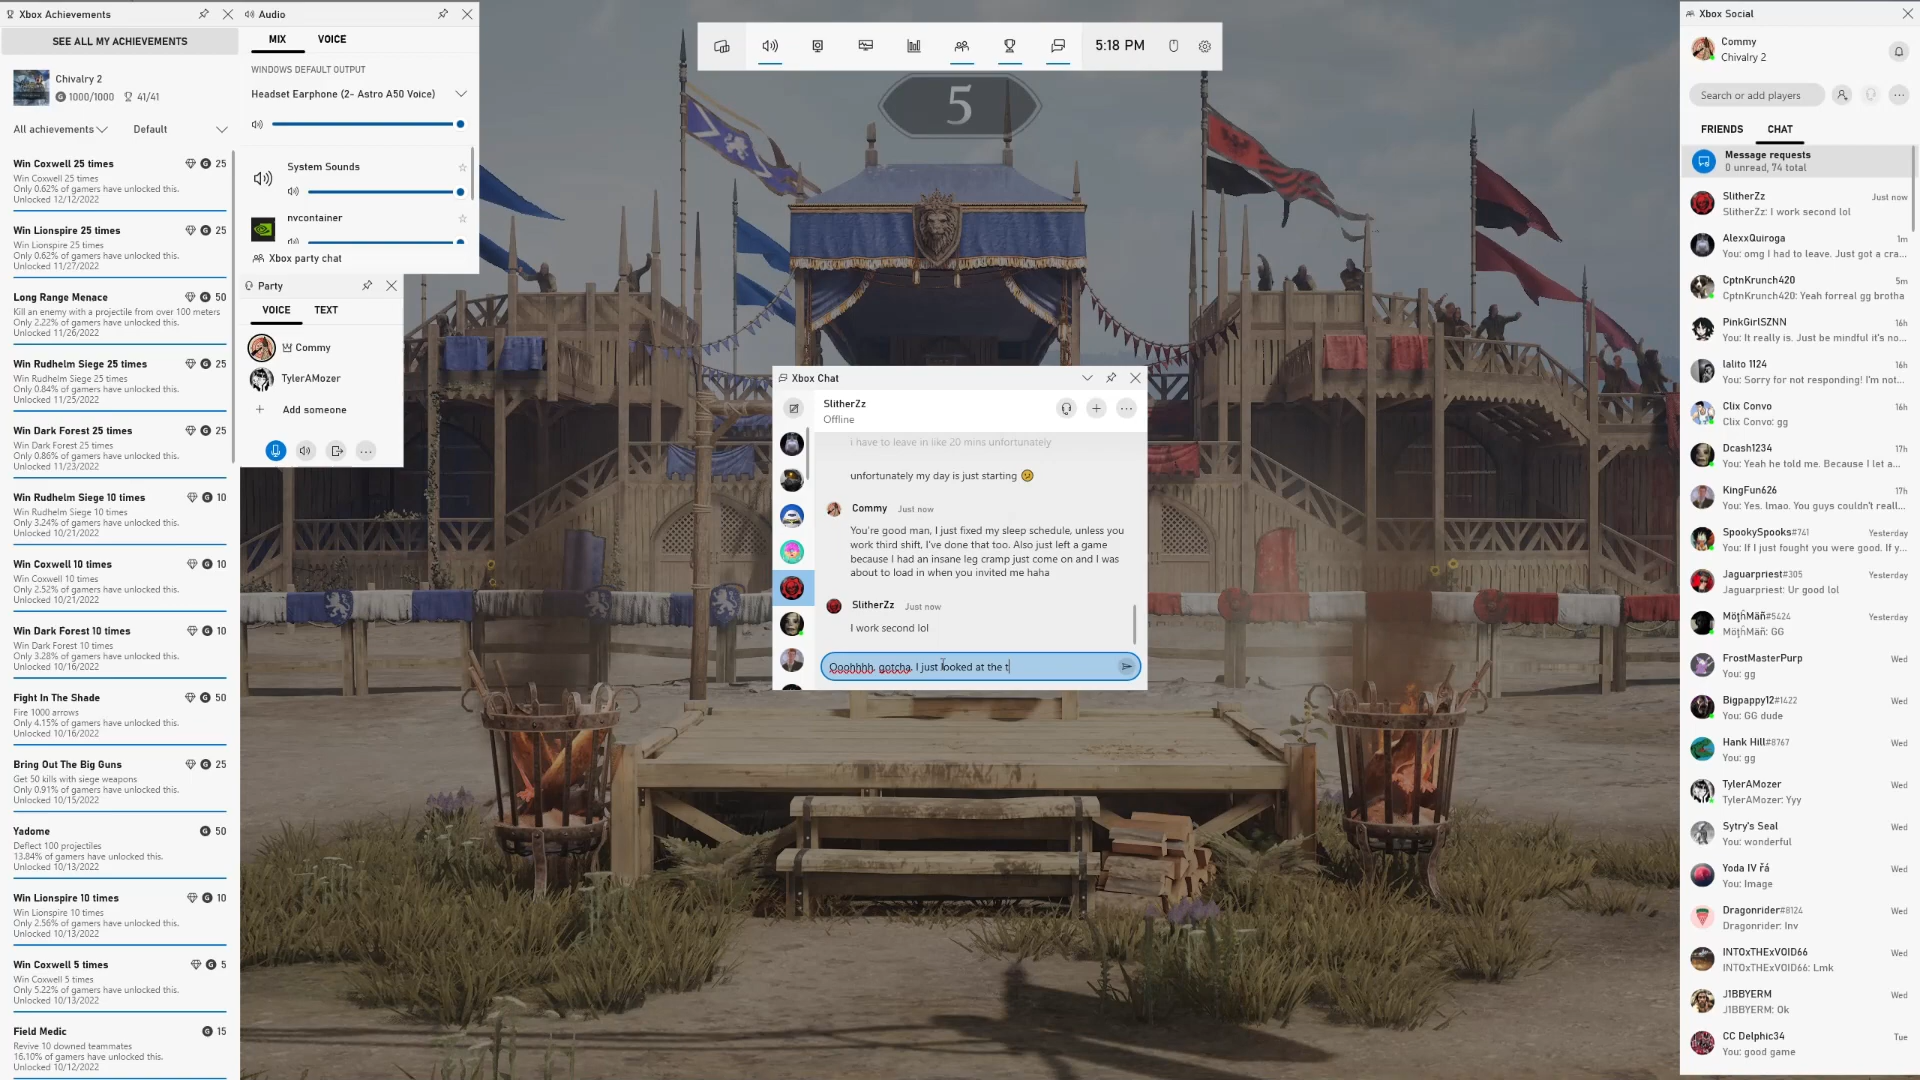 Xbox Achievements
SEE ALL MY ACHIEVEMENTS
Chivalry 2
1000/1000 41/41
All achievements Default
Win Coxwell 25 times 25
Win Coxwell 25 times
Only 0.62% of gamers have unlocked this.
Unlocked 12/12/2022
Win Lionspire 25 times 25
Win Lionspire 25 times
Only 0.62% of gamers have unlocked this.
Unlocked 11/27/2022
Long Range Menace 50
Kill an enemy with a projectile from over 100 meters
Only 2.22% of gamers have unlocked this.
Unlocked 11/26/2022
Win Rudhelm Siege 25 times 25
Win Rudhelm Siege 25 times
Only 0.84% of gamers have unlocked this.
Unlocked 11/25/2022
Win Dark Forest 25 times 25
Win Dark Forest 25 times
Only 0.86% of gamers have unlocked this.
Unlocked 11/23/2022
Win Rudhelm Siege 10 times 10
Win Rudhelm Siege 10 times
Only 3.24% of gamers have unlocked this.
Unlocked 10/21/2022
Win Coxwell 10 times 10
Win Coxwell 10 times
Only 2.52% of gamers have unlocked this.
Unlocked 10/21/2022
Win Dark Forest 10 times 10
Win Dark Forest 10 times
Only 3.28% of gamers have unlocked this.
Unlocked 10/16/2022
Fight In The Shade 50
Fire 1000 arrows
Only 4.15% of gamers have unlocked this.
Unlocked 10/16/2022
Bring Out The Big Guns 25
Get 50 kills with siege weapons
Only 0.91% of gamers have unlocked this.
Unlocked 10/15/2022
Yadome 50
Deflect 100 projectiles
13.84% of gamers have unlocked this.
Unlocked 10/13/2022
Win Lionspire 10 times 10
Win Lionspire 10 times
Only 2.56% of gamers have unlocked this.
Unlocked 10/13/2022
Win Coxwell 5 times 5
Win Coxwell 5 times
Only 5.22% of gamers have unlocked this.
Unlocked 10/13/2022
Field Medic 15
Revive 10 downed teammates
16.10% of gamers have unlocked this.
Unlocked 10/12/2022
Audio
MIX VOICE
WINDOWS DEFAULT OUTPUT
Headset Earphone (2- Astro A50 Voice)
System Sounds
nvcontainer
Xbox party chat
Party
VOICE TEXT
Commy
TylerAMozer
Add someone
5:18 PM
5
Xbox Chat
SlitherZz
Offline
i have to leave in like 20 mins unfortunately
unfortunately my day is just starting 😕
Commy Just now
You're good man, I just fixed my sleep schedule, unless you
work third shift, I've done that too. Also just left a game
because I had an insane leg cramp just come on and I was
about to load in when you invited me haha
SlitherZz Just now
I work second lol
Ooohhhh, gotcha. I just looked at the t
Xbox Social
Commy
Chivalry 2
Search or add players
FRIENDS CHAT
Message requests
0 unread, 74 total
SlitherZz Just now
SlitherZz: I work second lol
AlexxQuiroga 1m
You: omg I had to leave. Just got a cra...
CptnKrunch420 5m
CptnKrunch420: Yeah forreal gg brotha
PinkGirlSZNN 16h
You: It really is. Just be mindful it's no...
lalito 1124 16h
You: Sorry for not responding! I'm not...
Clix Convo 16h
Clix Convo: gg
Dcash1234 17h
You: Yeah he told me. Because I let a...
KingFun626 17h
You: Yes. lmao. You guys couldn't reall...
SpookySpooks#741 Yesterday
You: If I just fought you were good. If y...
Jaguarpriest#305 Yesterday
Jaguarpriest: Ur good lol
MöţĥMäñ#5424 Yesterday
MöţĥMäñ: GG
FrostMasterPurp Wed
You: gg
Bigpappy12#1422 Wed
You: GG dude
Hank Hill#8767 Wed
You: gg
TylerAMozer Wed
TylerAMozer: Yyy
Sytry's Seal Wed
You: wonderful
Yoda IV řá Wed
You: Image
Dragonrider#8124 Wed
Dragonrider: Inv
INTOxTHExVOID66 Wed
INTOxTHExVOID66: Lmk
J1BBYERM Wed
J1BBYERM: Ok
CC Delphic34 Tue
You: good game